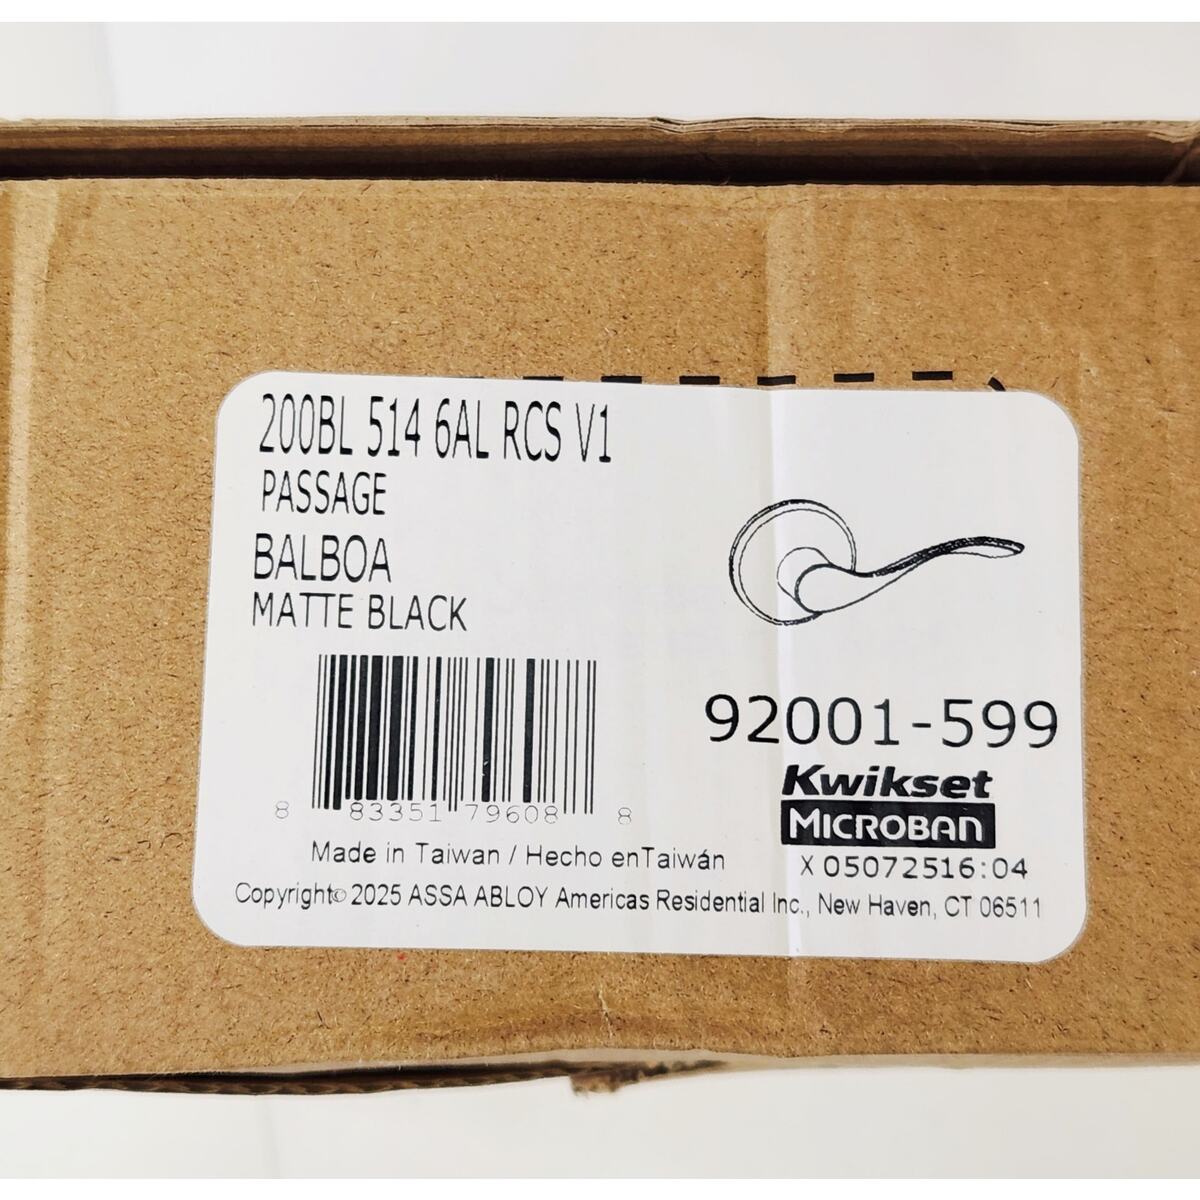 200BL 514 6AL RCS V1
PASSAGE
BALBOA
MATTE BLACK
92001-599
Kwikset
MICROBAN
8 83351 79608 8
X 05072516:04
Made in Taiwan / Hecho enTaiwán
Copyright© 2025 ASSA ABLOY Americas Residential Inc., New Haven, CT 06511